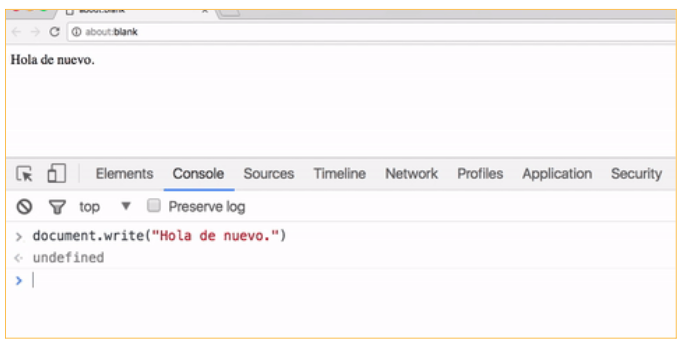 about:blank
about:blank
Hola de nuevo.
Elements Console Sources Timeline Network Profiles Application Security
top ▼ Preserve log
> document.write("Hola de nuevo.")
<· undefined
>